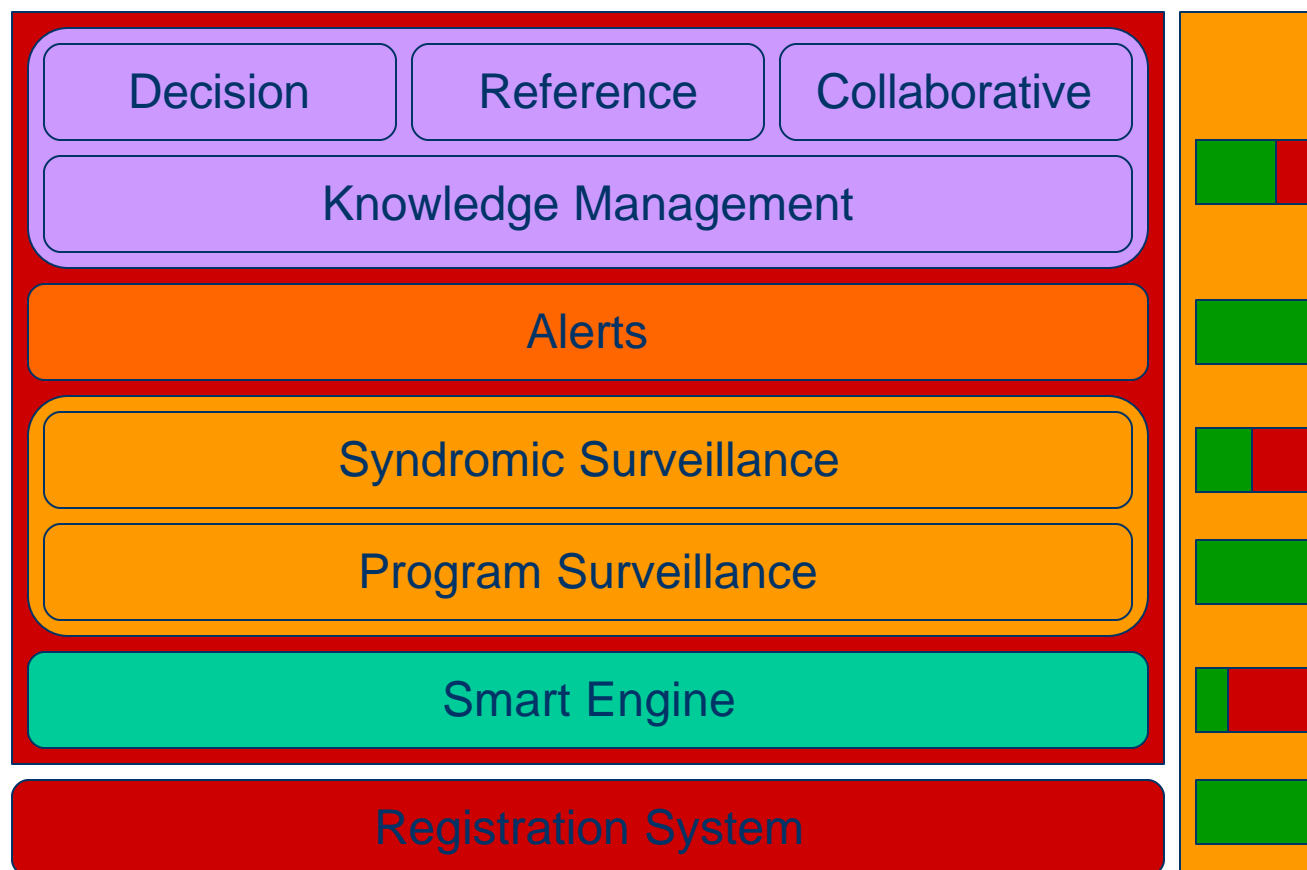 Decision
Reference
Collaborative
Knowledge Management
Alerts
Syndromic Surveillance
Program Surveillance
Smart Engine
Registration System